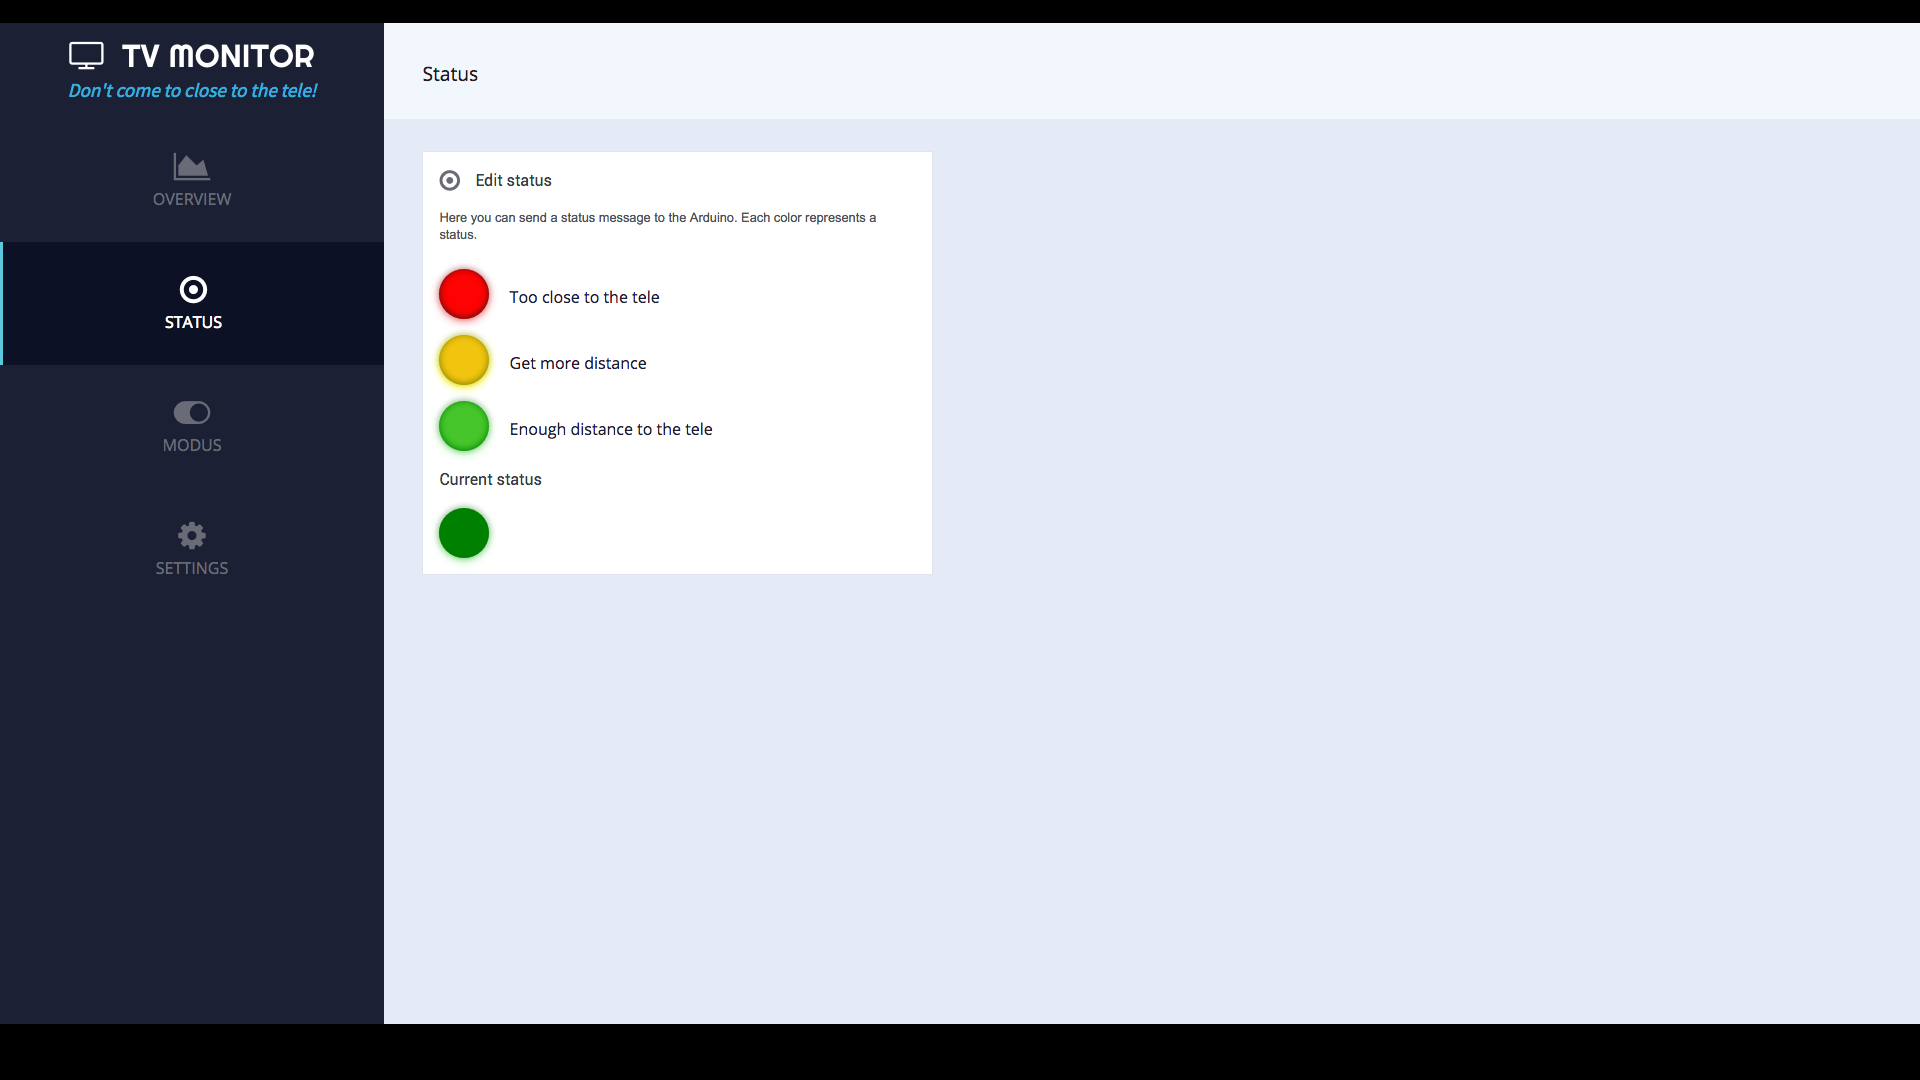 TV MONITOR
Don't come to close to the tele!
OVERVIEW
STATUS
MODUS
SETTINGS
Status
Edit status
Here you can send a status message to the Arduino. Each color represents a
status.
Too close to the tele
Get more distance
Enough distance to the tele
Current status